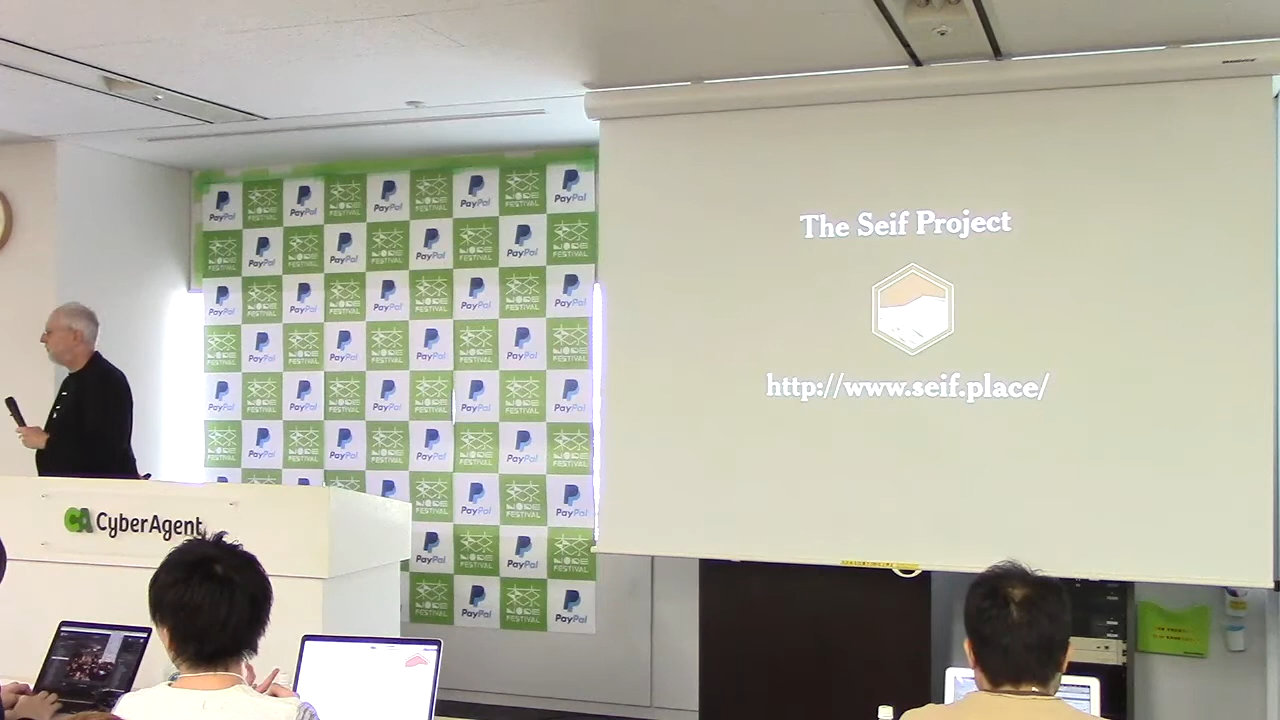 The Seif Project
http://www.seif.place/
PayPal
NODE
FESTIVAL
CyberAgent